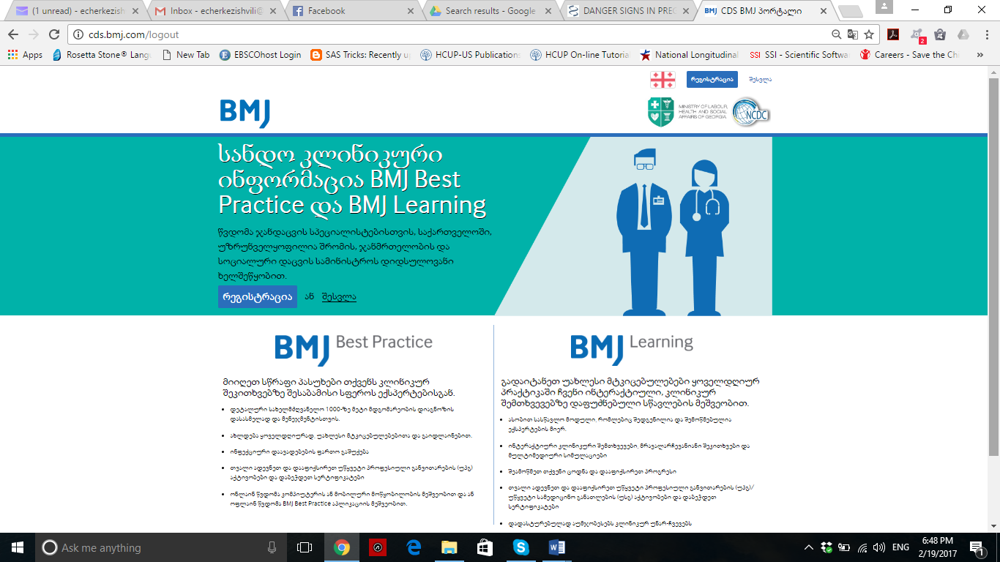 (1 unread) - echerkezishv
Inbox - echerkezishvili@
Facebook
Search results - Google
DANGER SIGNS IN PREG
BMJ CDS BMJ პორტალი
cds.bmj.com/logout
2
Apps
Rosetta Stone® Langu
New Tab
EBSCOhost Login
SAS Tricks: Recently u
HCUP-US Publications
HCUP On-line Tutorial
National Longitudinal
SSI SSI - Scientific Softwa
Careers - Save the Ch
»
რეგისტრაცია
შესვლა
BMJ
MINISTRY OF LABOUR,
HEALTH AND SOCIAL
AFFAIRS OF GEORGIA
NCDC
სანდო კლინიკური
ინფორმაცია BMJ Best
Practice და BMJ Learning
წვდომა ჯანდაცვის სპეციალისტებისთვის, საქართველოში,
უზრუნველყოფილია შრომის, ჯანმრთელობის და
სოციალური დაცვის სამინისტროს დიდსულოვანი
ხელშეწყობით.
რეგისტრაცია ან შესვლა
BMJ Best Practice
მიიღეთ სწრაფი პასუხები თქვენს კლინიკურ
შეკითხვებზე შესაბამისი სფეროს ექსპერტებისგან.
• დეტალური სახელმძღვანელო 1000-ზე მეტი მდგომარეობის დიაგნოზის
დასასმელად და მენეჯმენტისთვის.
• ახლდება ყოველდღიურად, უახლესი მტკიცებულებებითა და გაიდლაინებით.
• ინფექციური დაავადებების ფართო გაშუქება
• თვალი ადევნეთ და დააფიქსირეთ უწყვეტი პროფესიული განვითარების (უპგ)
აქტივობები და დაბეჭდეთ სერტიფიკატები
• ონლაინ წვდომა კომპიუტერის ან მობილური მოწყობილობის მეშვეობით და ან
ოფლაინ წვდომა BMJ Best Practice აპლიკაციის მეშვეობით.
BMJ Learning
გადაიტანეთ უახლესი მტკიცებულებები ყოველდღიურ
პრაქტიკაში ჩვენი ინტერაქტიული, კლინიკურ
შემთხვევებზე დაფუძნებული სწავლების მეშვეობით.
• ასობით სასწავლო მოდული, რომლებიც შედგენილია და შემოწმებულია
ექსპერტების მიერ.
• ინტერაქტიური კლინიკური შემთხვევები, მრავალარჩევანიანი შეკითხვები და
მულტიმედიური სიმულაციები
• შეამოწმეთ თქვენი ცოდნა და დააფიქსირეთ პროგრესი
• თვალი ადევნეთ და დააფიქსირეთ უწყვეტი პროფესიული განვითარების (უპგ)/
უწყვეტი სამედიცინო განათლების (უსგ) აქტივობები და დაბეჭდეთ
სერტიფიკატები
• დადასტურებულად აუმჯობესებს კლინიკურ უნარ-ჩვევებს
Ask me anything
ENG
6:48 PM
2/19/2017
1